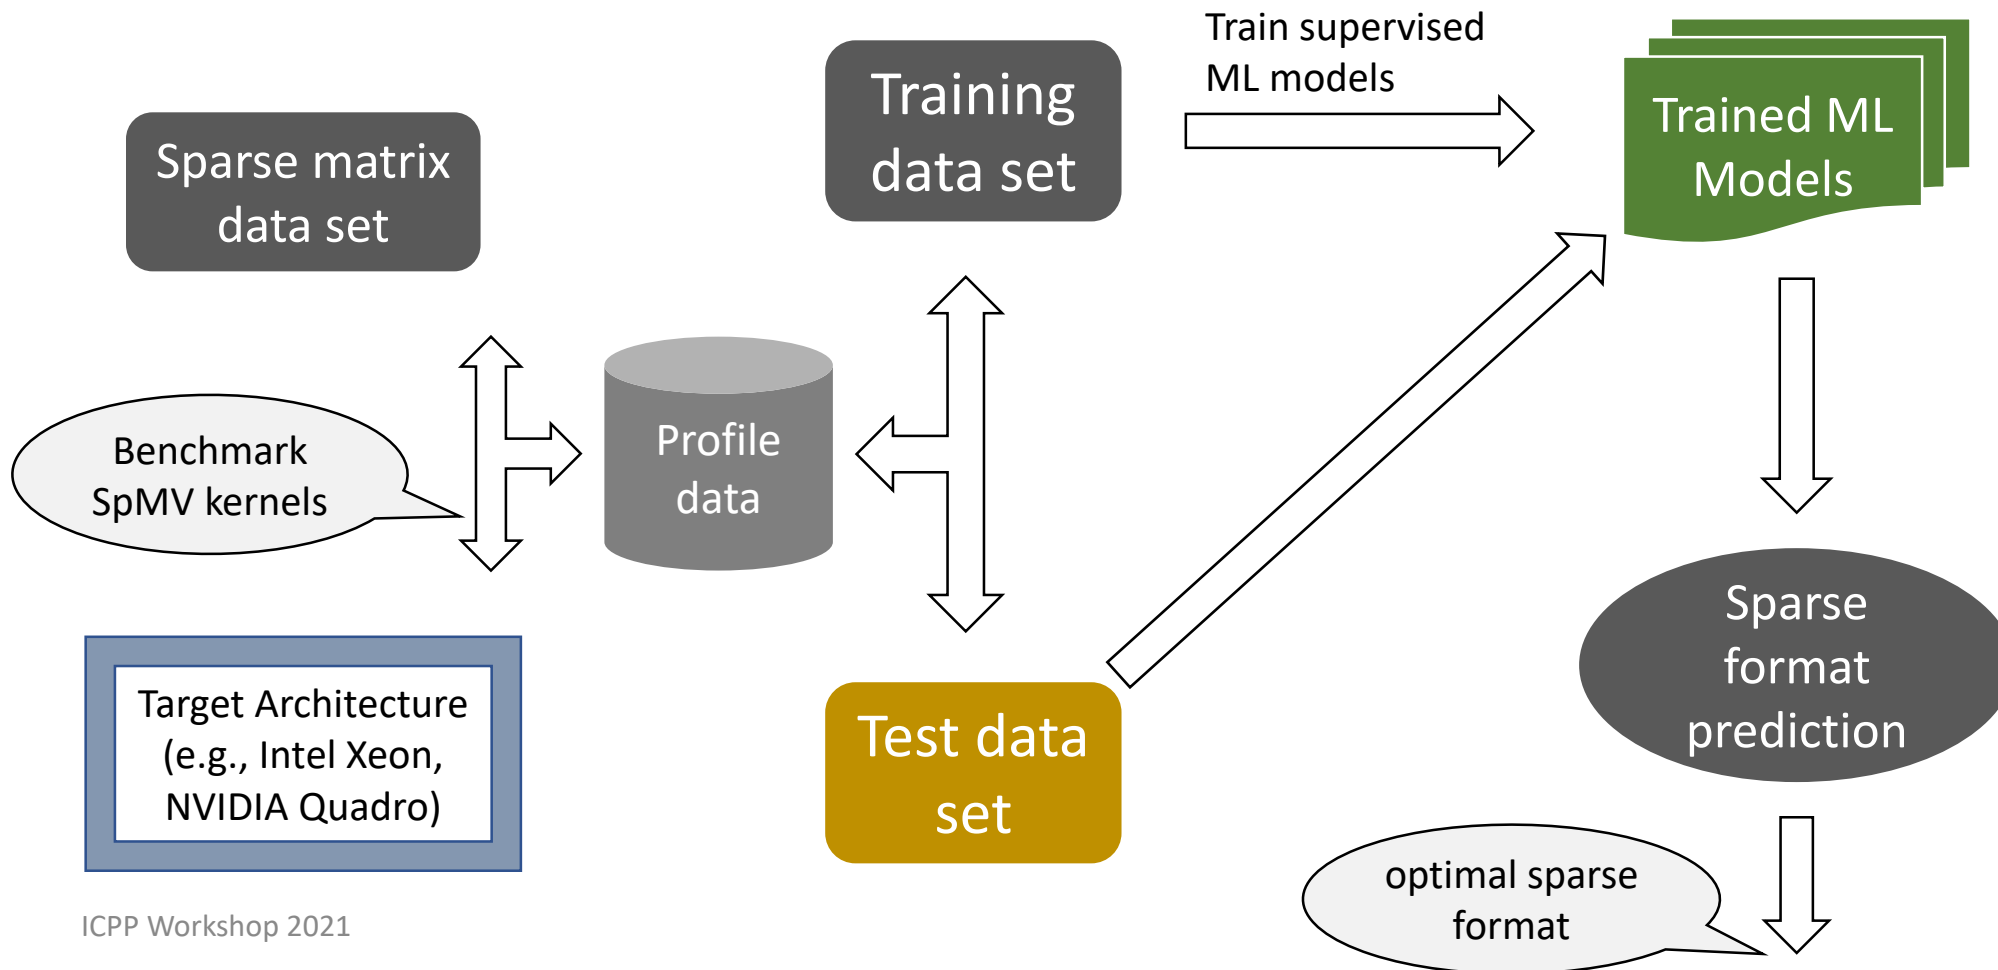 Sparse matrix
data set
Benchmark
SpMV kernels
Target Architecture
(e.g., Intel Xeon,
NVIDIA Quadro)
Profile
data
Training
data set
Test data
set
Train supervised
ML models
Trained ML
Models
Sparse
format
prediction
optimal sparse
format
ICPP Workshop 2021